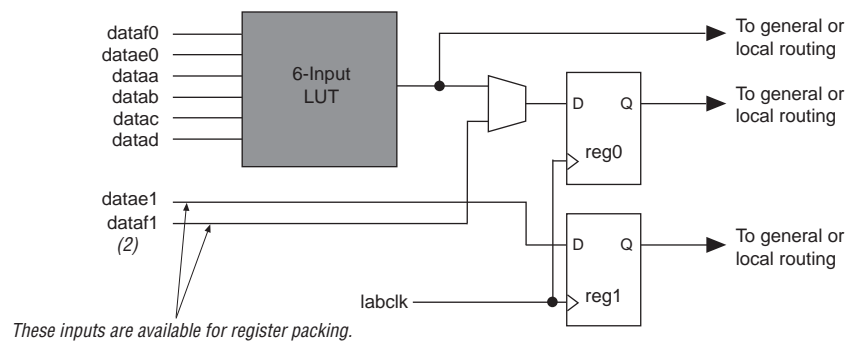 dataf0
datae0
dataa
datab
datac
datad
6-Input
LUT
To general or
local routing
D
Q
reg0
To general or
local routing
datae1
dataf1
(2)
D
Q
reg1
To general or
local routing
labclk
These inputs are available for register packing.